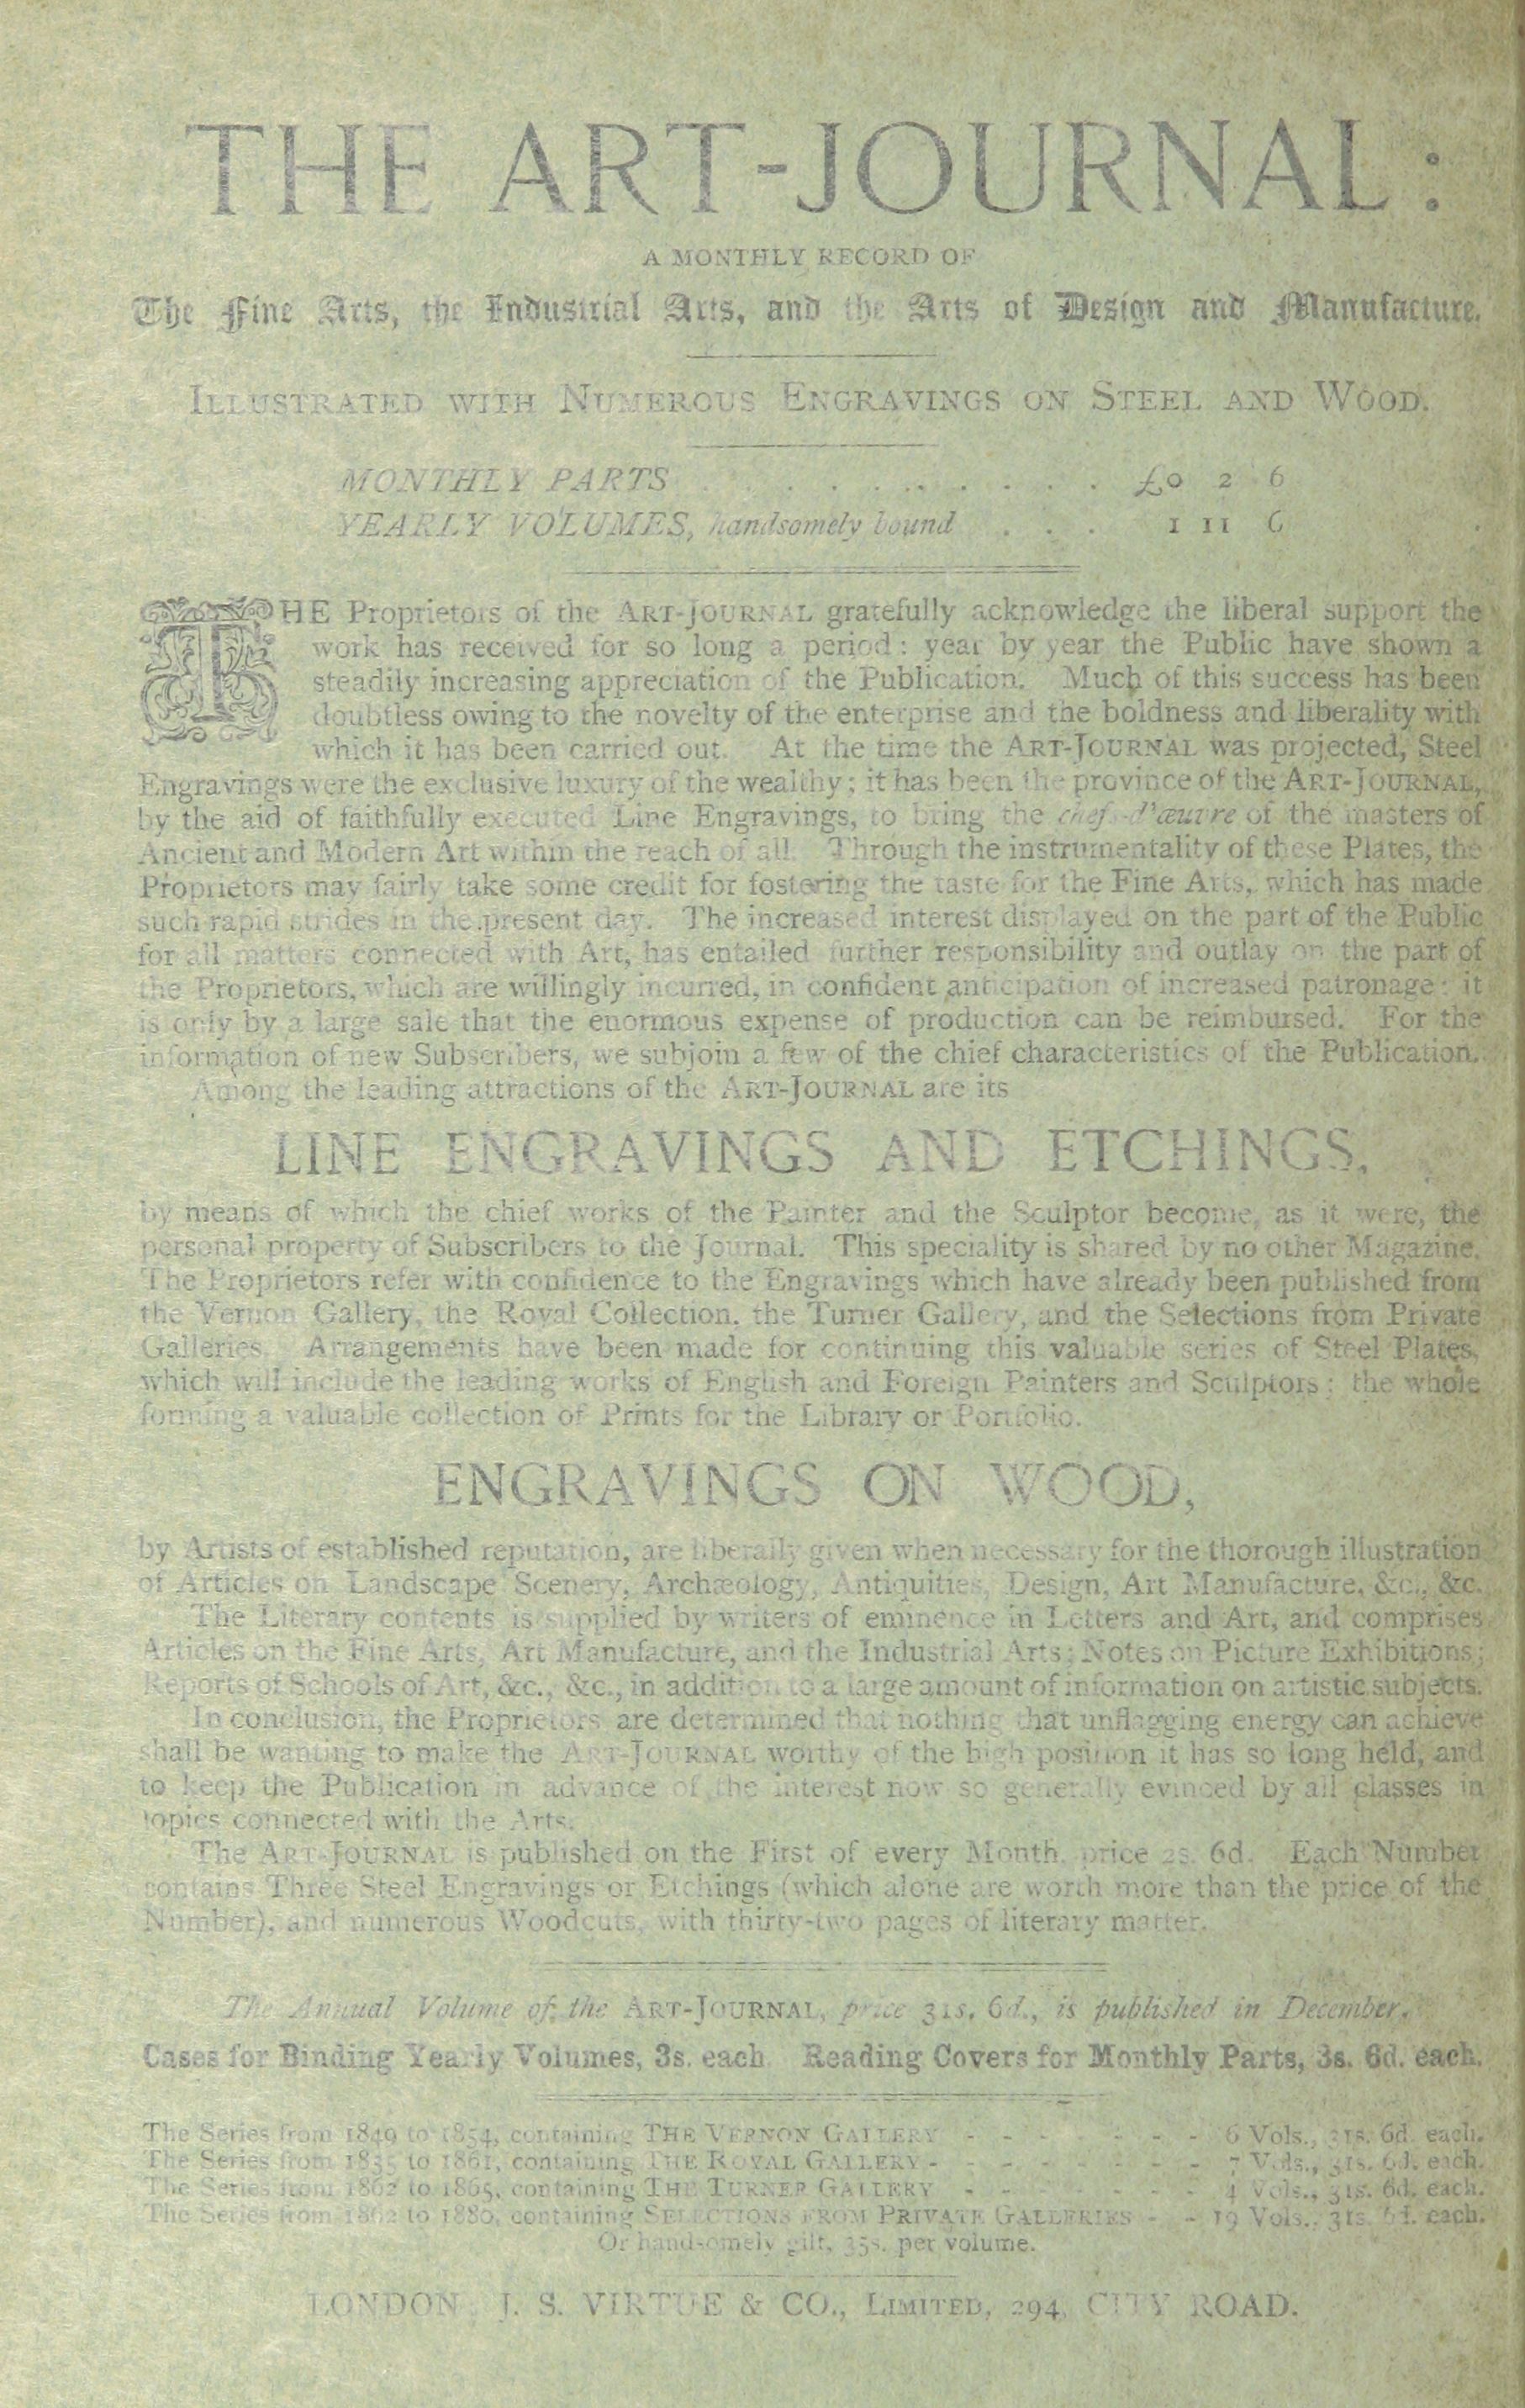 THE ART-JOURNAL:
A MONTHLY RECORD OF
The Fine Arts, the Industrial Arts, and the Arts of Design and Manufacture.
ILLUSTRATED WITH NUMEROUS ENGRAVINGS ON STEEL AND WOOD.
MONTHLY PARTS . . . . . . . . . . £0 2 6
YEARLY VOLUMES, handsomely bound . . . 1 11 6
THE Proprietors of the ART-JOURNAL gratefully acknowledge the liberal support the
work has received for so long a period: year by year the Public have shown a
steadily increasing appreciation of the Publication. Much of this success has been
doubtless owing to the novelty of the enterprise and the boldness and liberality with
which it has been carried out. At the time the ART-JOURNAL was projected, Steel
Engravings were the exclusive luxury of the wealthy; it has been the province of the ART-JOURNAL,
by the aid of faithfully executed Line Engravings, to bring the chefs-d'œuvre of the masters of
Ancient and Modern Art within the reach of all. Through the instrumentality of these Plates, the
Proprietors may fairly take some credit for fostering the taste for the Fine Arts, which has made
such rapid strides in the present day. The increased interest displayed on the part of the Public
for all matters connected with Art, has entailed further responsibility and outlay on the part of
the Proprietors, which are willingly incurred, in confident anticipation of increased patronage: it
is only by a large sale that the enormous expense of production can be reimbursed. For the
information of new Subscribers, we subjoin a few of the chief characteristics of the Publication.
Among the leading attractions of the ART-JOURNAL are its
LINE ENGRAVINGS AND ETCHINGS,
by means of which the chief works of the Painter and the Sculptor become, as it were, the
personal property of Subscribers to the Journal. This speciality is shared by no other Magazine.
The Proprietors refer with confidence to the Engravings which have already been published from
the Vernon Gallery, the Royal Collection, the Turner Gallery, and the Selections from Private
Galleries. Arrangements have been made for continuing this valuable series of Steel Plates,
which will include the leading works of English and Foreign Painters and Sculptors: the whole
forming a valuable collection of Prints for the Library or Portfolio.
ENGRAVINGS ON WOOD,
by Artists of established reputation, are liberally given when necessary for the thorough illustration
of Articles on Landscape Scenery, Archæology, Antiquities, Design, Art Manufacture, &c., &c.
The Literary contents is supplied by writers of eminence in Letters and Art, and comprises
Articles on the Fine Arts, Art Manufacture, and the Industrial Arts; Notes on Picture Exhibitions;
Reports of Schools of Art, &c., &c., in addition to a large amount of information on artistic subjects.
In conclusion, the Proprietors are determined that nothing that unflagging energy can achieve
shall be wanting to make the ART-JOURNAL worthy of the high position it has so long held, and
to keep the Publication in advance of the interest now so generally evinced by all classes in
topics connected with the Arts.
The ART-JOURNAL is published on the First of every Month, price 2s. 6d. Each Number
contains Three Steel Engravings or Etchings (which alone are worth more than the price of the
Number), and numerous Woodcuts, with thirty-two pages of literary matter.
The Annual Volume of the ART-JOURNAL, price 31s. 6d., is published in December.
Cases for Binding Yearly Volumes, 3s. each. Reading Covers for Monthly Parts, 3s. 6d. each.
The Series from 1849 to 1854, containing THE VERNON GALLERY - - - - - - - 6 Vols., 31s. 6d. each.
The Series from 1835 to 1861, containing THE ROYAL GALLERY - - - - - - - - 7 Vols., 31s. 6d. each.
The Series from 1862 to 1865, containing THE TURNER GALLERY - - - - - - - 4 Vols., 31s. 6d. each.
The Series from 1862 to 1880, containing SELECTIONS FROM PRIVATE GALLERIES - - 19 Vols., 31s. 6d. each.
Or handsomely gilt, 35s. per volume.
LONDON: J. S. VIRTUE & CO., LIMITED, 294, CITY ROAD.